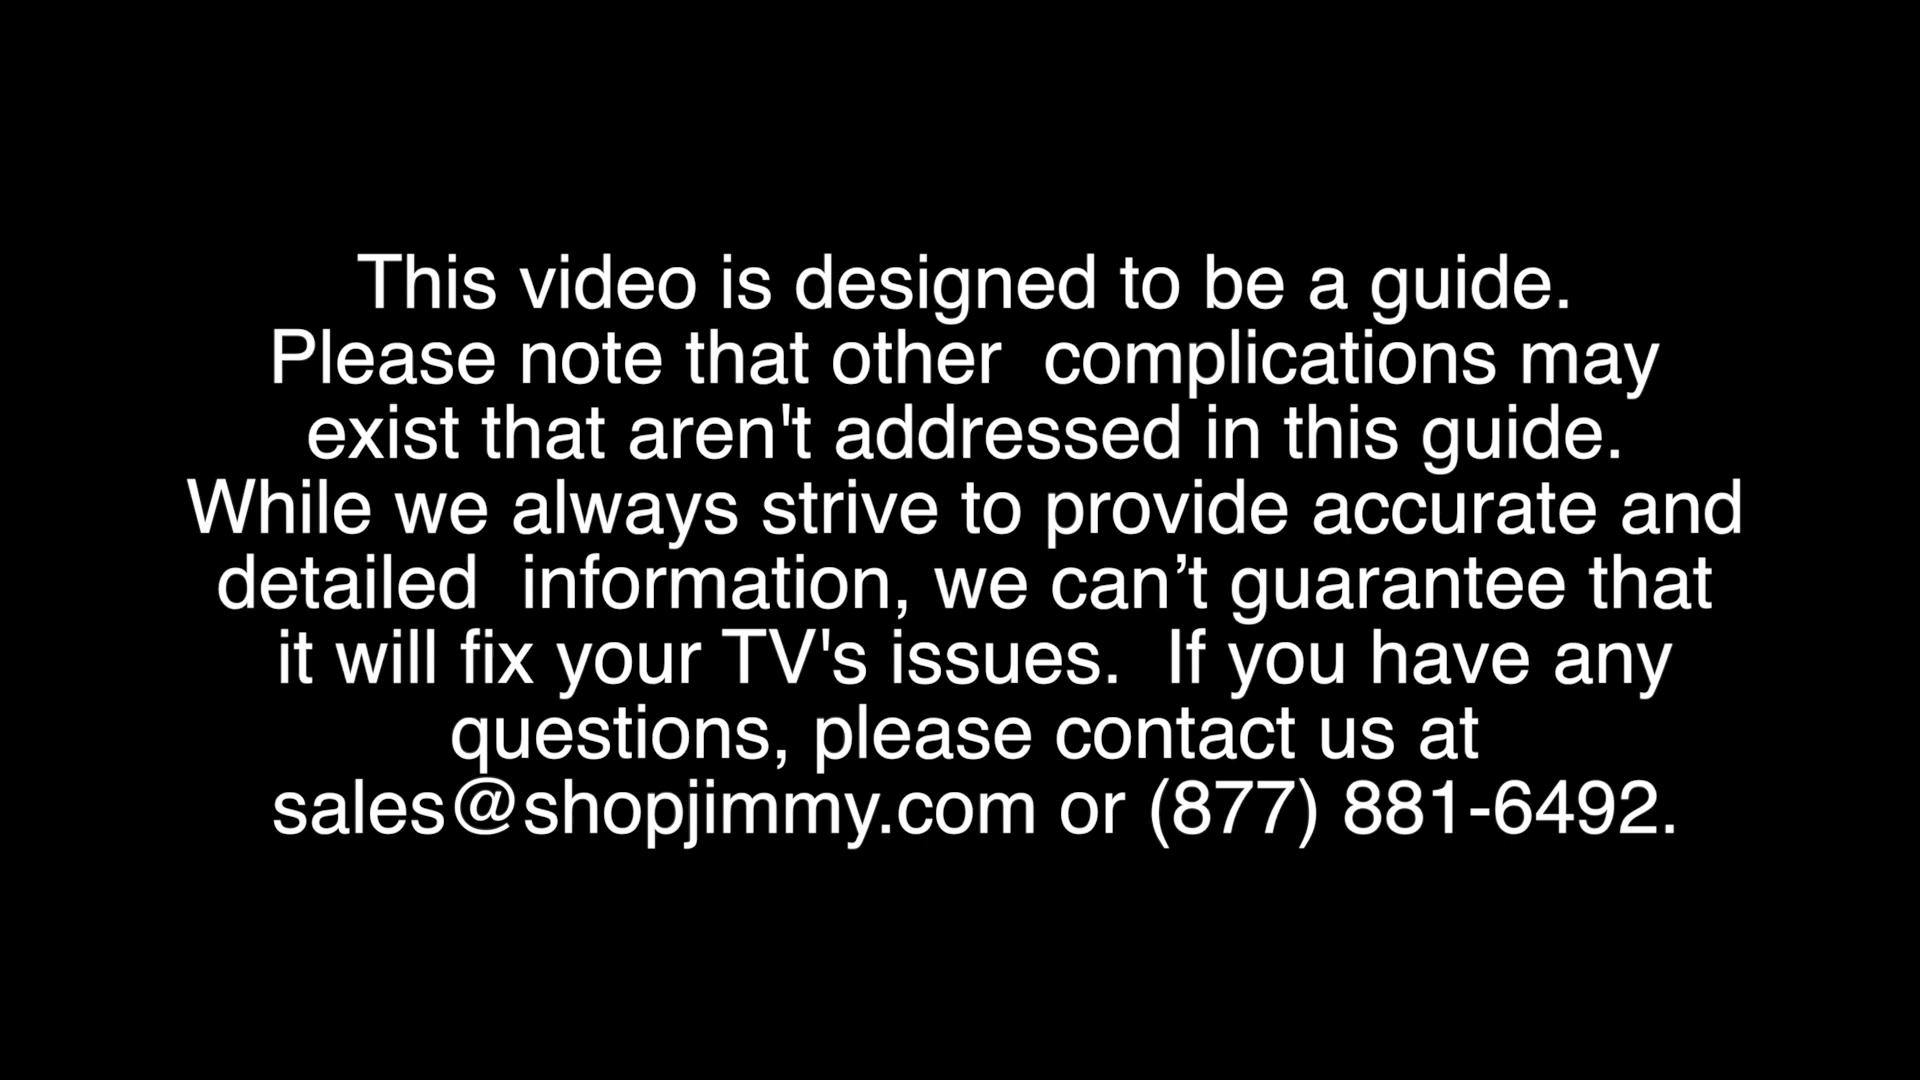 This video is designed to be a guide.
Please note that other  complications may
exist that aren't addressed in this guide.
While we always strive to provide accurate and
detailed  information, we can’t guarantee that
it will fix your TV's issues.  If you have any
questions, please contact us at
sales@shopjimmy.com or (877) 881-6492.